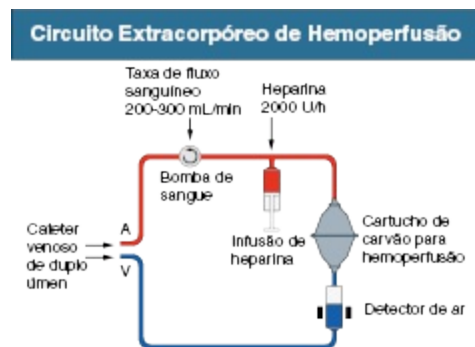 Circuito Extracorpóreo de Hemoperfusão
Taxa de fluxo
sanguíneo
200-300 mL/min
Heparina
2000 U/h
Bomba de
sangue
Cateter
venoso
de duplo
úmen
A
V
Infusão de
heparina
Cartucho de
carvão para
hemoperfusão
Detector de ar